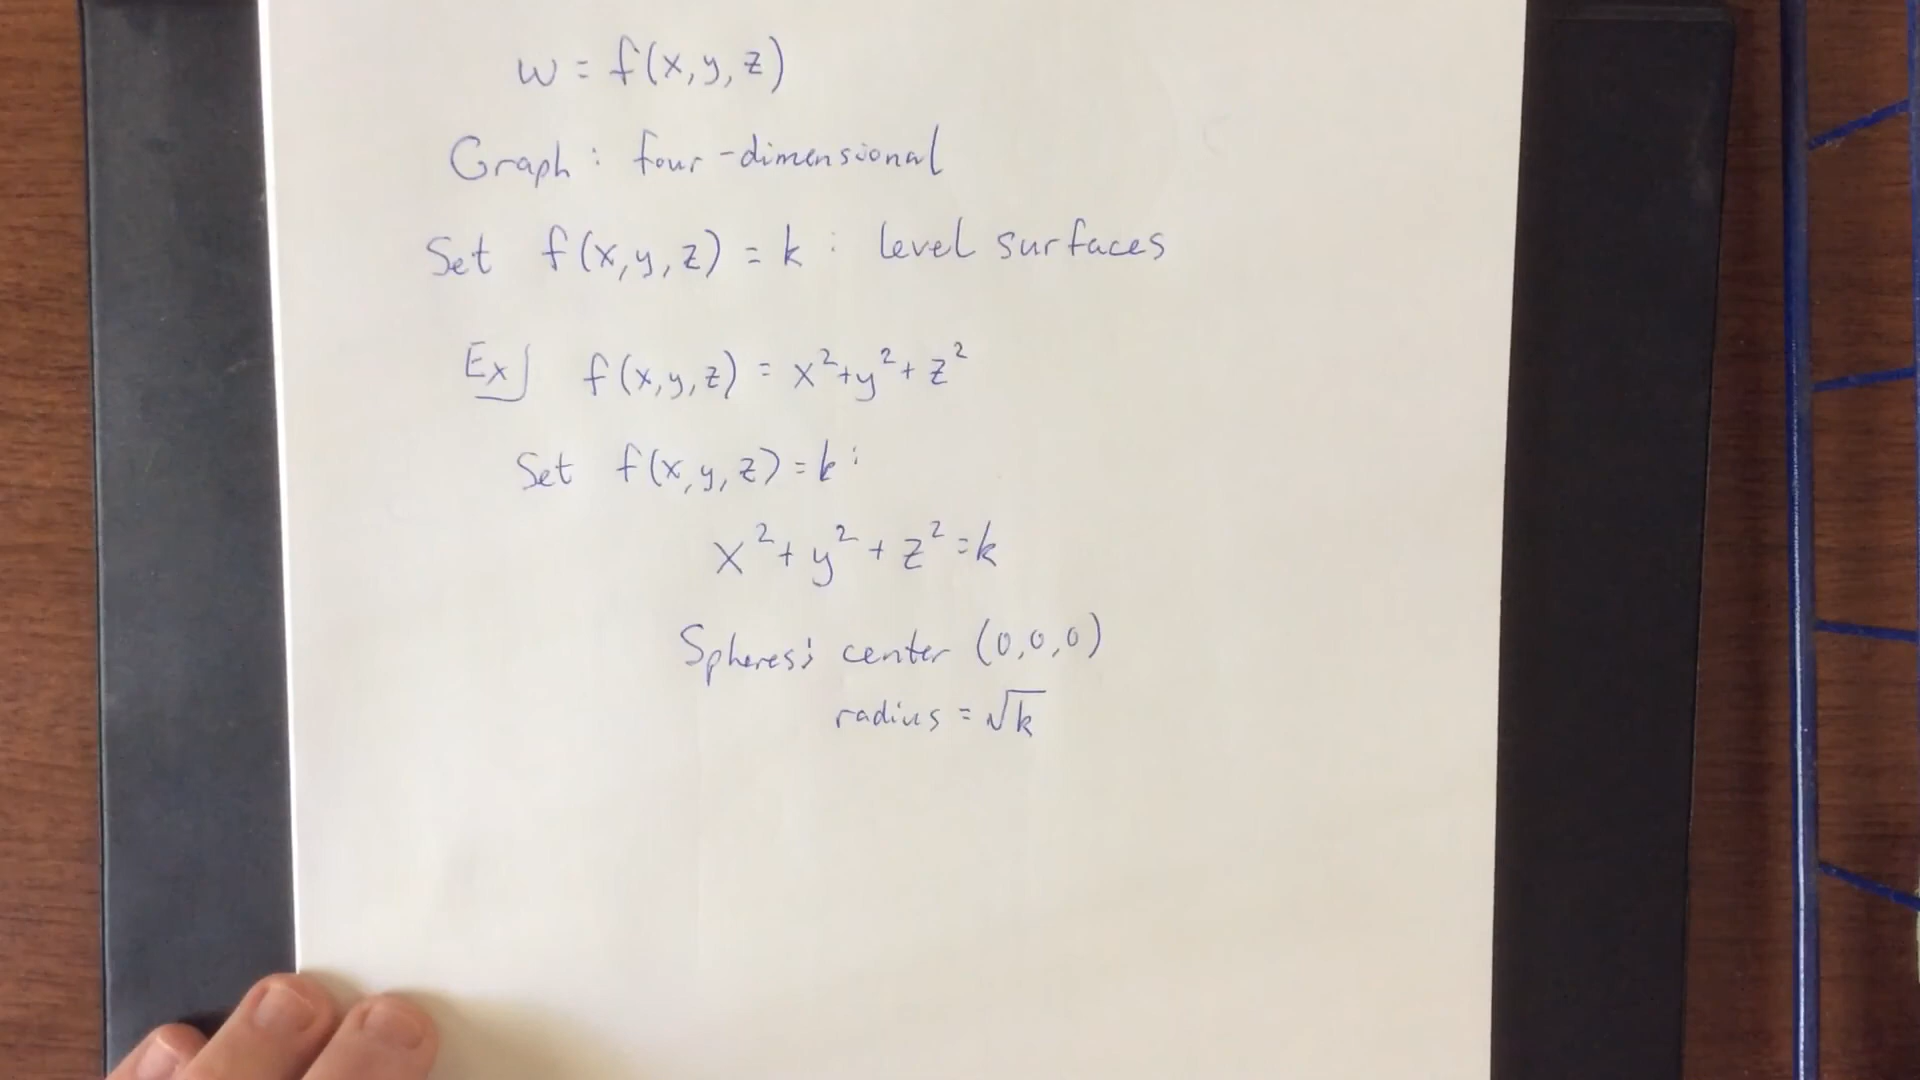 w = f(x,y,z)
Graph: four-dimensional
Set f(x,y,z) = k: level surfaces
Ex] f(x,y,z) = x²+y²+z²
Set f(x,y,z)=k:
x²+y²+z²=k
Spheres: center (0,0,0)
radius = √k